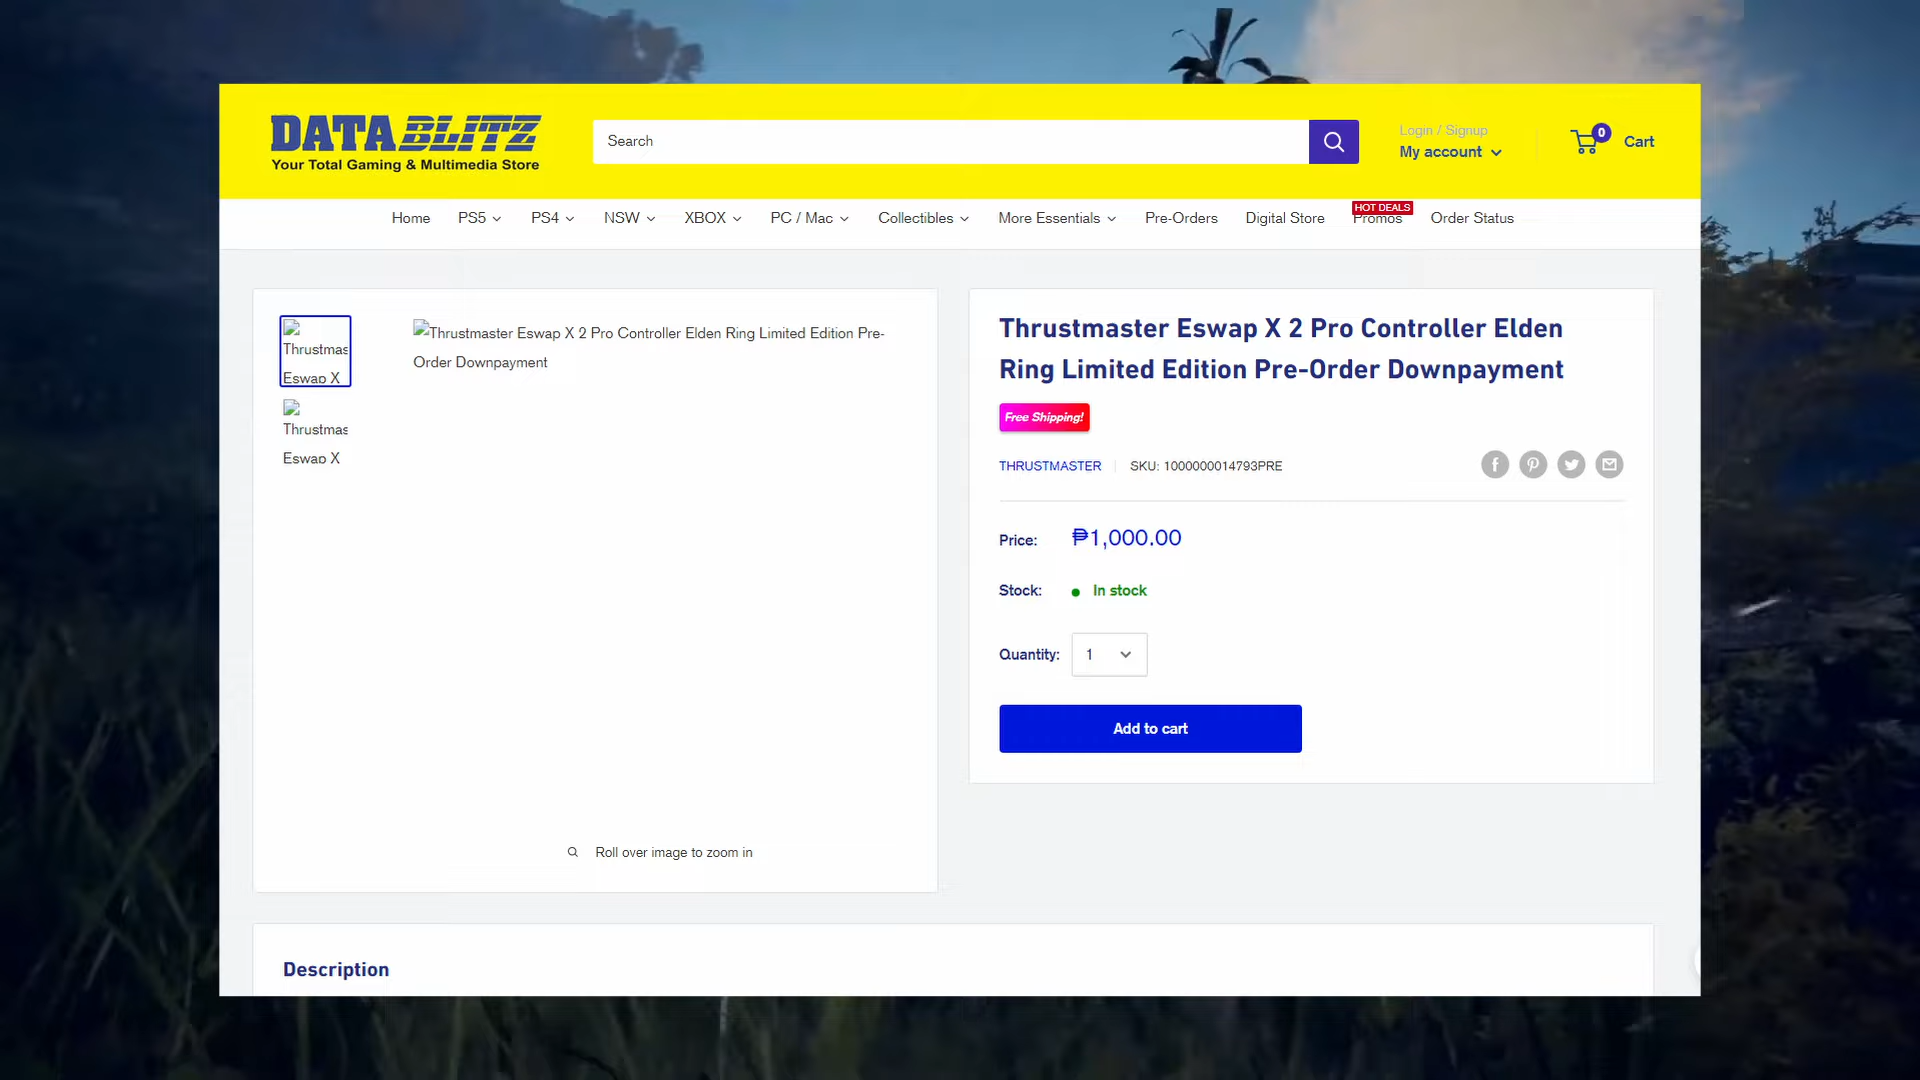 DATABLITZ
Your Total Gaming & Multimedia Store
Search
Login / Signup
My account
0
Cart
HOT DEALS
Home
PS5
PS4
NSW
XBOX
PC / Mac
Collectibles
More Essentials
Pre-Orders
Digital Store
Promos
Order Status
Thrustmas
Eswap X
Thrustmas
Eswap X
Thrustmaster Eswap X 2 Pro Controller Elden Ring Limited Edition Pre-
Order Downpayment
Roll over image to zoom in
Thrustmaster Eswap X 2 Pro Controller Elden
Ring Limited Edition Pre-Order Downpayment
Free Shipping!
THRUSTMASTER
SKU: 1000000014793PRE
Price: ₱1,000.00
Stock: In stock
Quantity: 1
Add to cart
Description